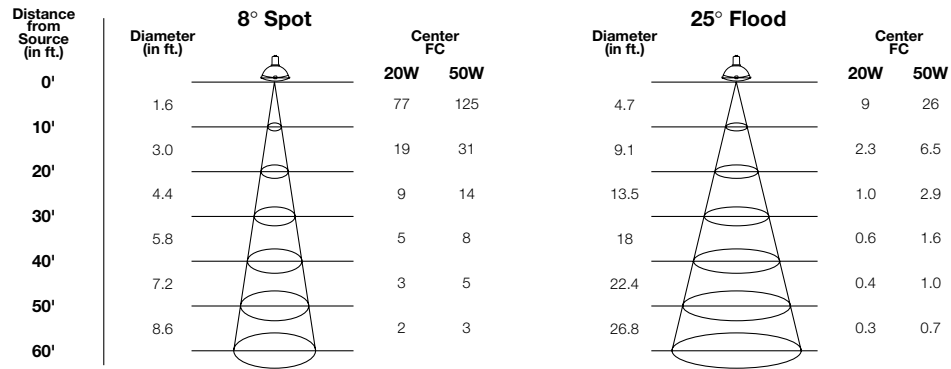 Distance
from
Source
(in ft.)
8° Spot
25° Flood
Diameter
(in ft.)
Center
FC
20W 50W
Diameter
(in ft.)
Center
FC
20W 50W
0'
1.6 77 125 4.7 9 26
10'
3.0 19 31 9.1 2.3 6.5
20'
4.4 9 14 13.5 1.0 2.9
30'
5.8 5 8 18 0.6 1.6
40'
7.2 3 5 22.4 0.4 1.0
50'
8.6 2 3 26.8 0.3 0.7
60'